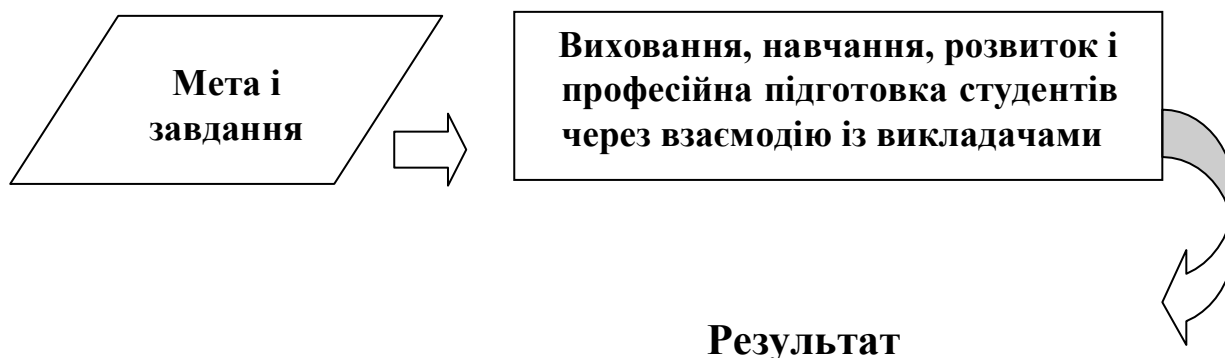 Мета і
завдання
Виховання, навчання, розвиток і
професійна підготовка студентів
через взаємодію із викладачами
Результат